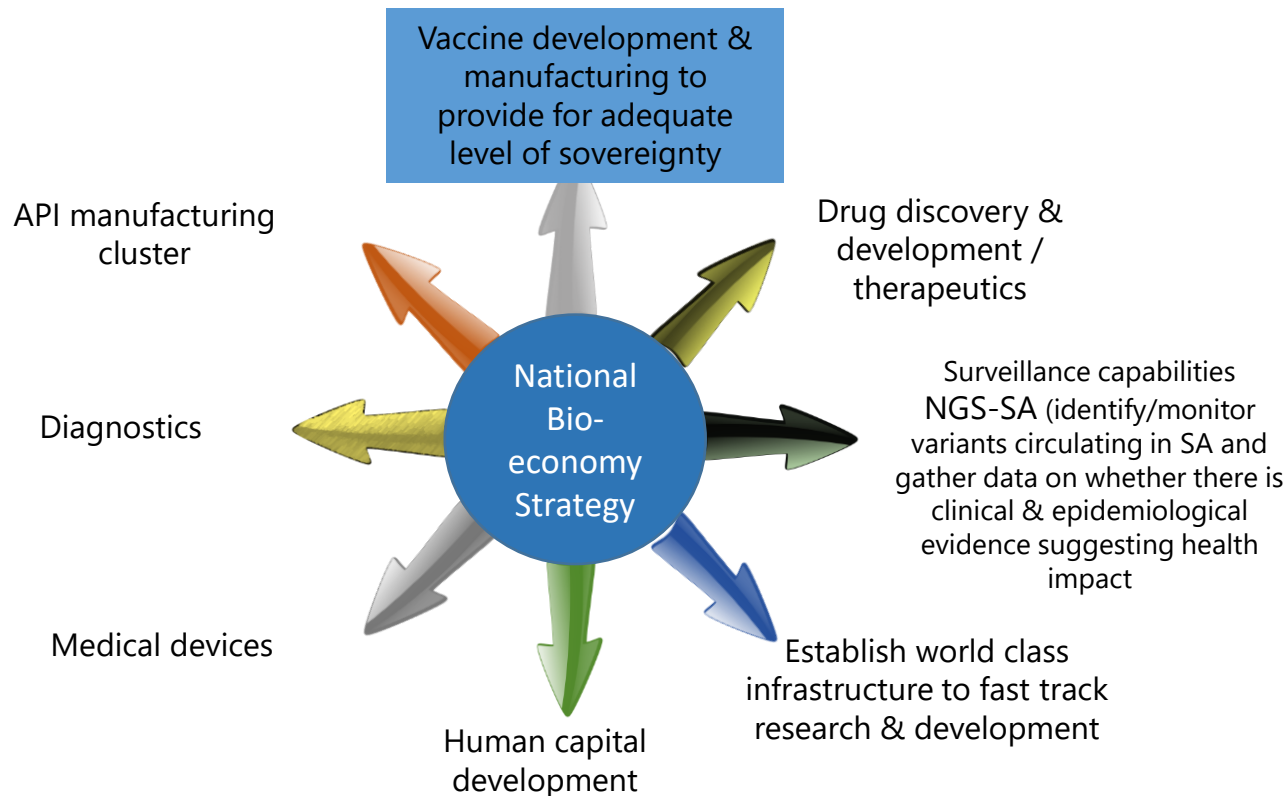 Vaccine development &
manufacturing to
provide for adequate
level of sovereignty
API manufacturing
cluster
Drug discovery &
development /
therapeutics
National
Bio-
economy
Strategy
Diagnostics
Surveillance capabilities
NGS-SA (identify/monitor
variants circulating in SA and
gather data on whether there is
clinical & epidemiological
evidence suggesting health
impact
Medical devices
Establish world class
infrastructure to fast track
research & development
Human capital
development